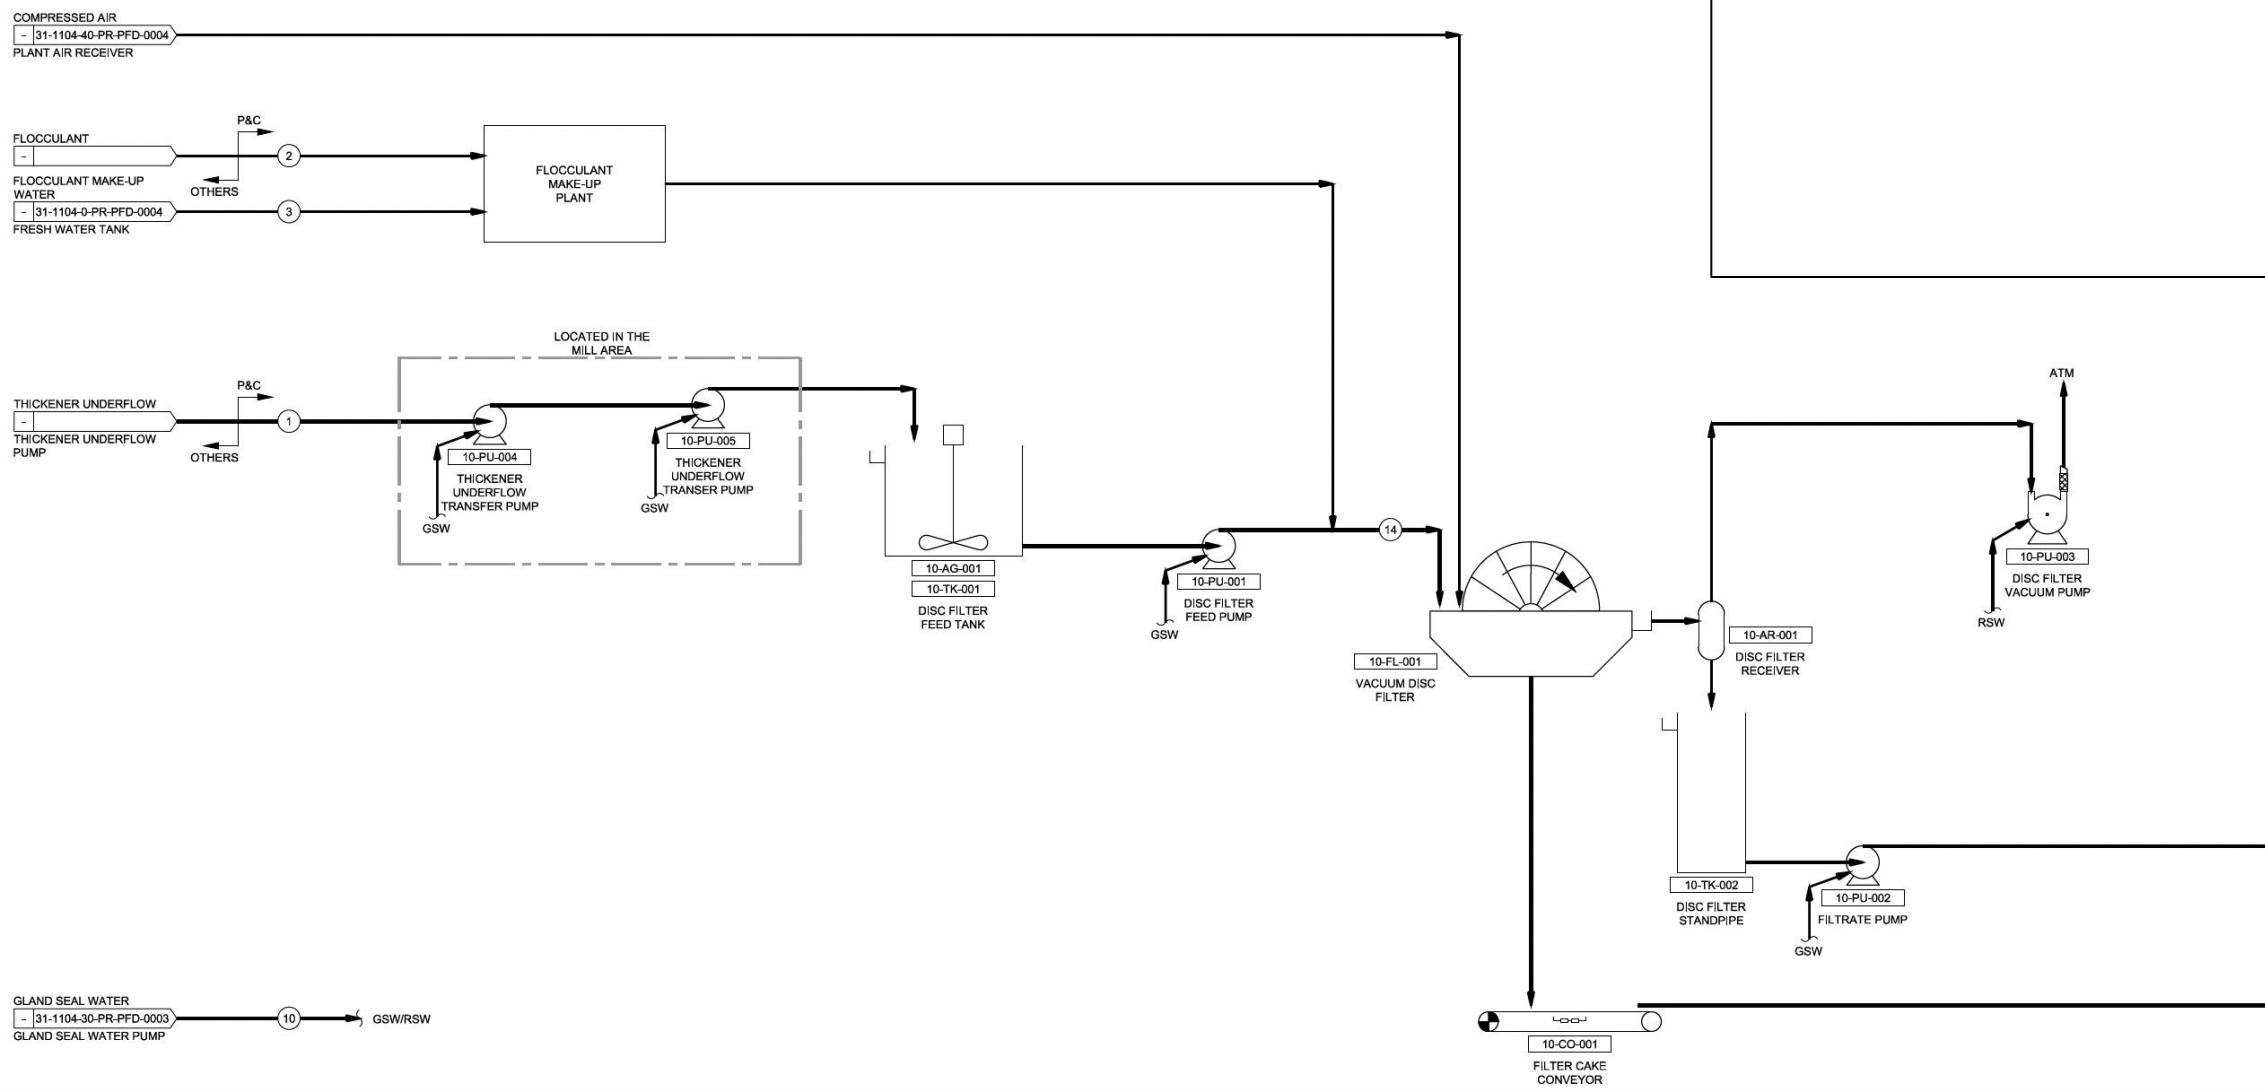 COMPRESSED AIR
- 31-1104-40-PR-PFD-0004
PLANT AIR RECEIVER
P&C
FLOCCULANT
-
2
OTHERS
FLOCCULANT MAKE-UP
WATER
- 31-1104-0-PR-PFD-0004
3
FRESH WATER TANK
FLOCCULANT
MAKE-UP
PLANT
LOCATED IN THE
MILL AREA
P&C
THICKENER UNDERFLOW
-
1
THICKENER UNDERFLOW
PUMP
OTHERS
10-PU-004
THICKENER
UNDERFLOW
TRANSFER PUMP
GSW
10-PU-005
THICKENER
UNDERFLOW
TRANSER PUMP
GSW
10-AG-001
10-TK-001
DISC FILTER
FEED TANK
10-PU-001
DISC FILTER
FEED PUMP
GSW
14
10-FL-001
VACUUM DISC
FILTER
ATM
10-PU-003
DISC FILTER
VACUUM PUMP
RSW
10-AR-001
DISC FILTER
RECEIVER
10-TK-002
DISC FILTER
STANDPIPE
10-PU-002
FILTRATE PUMP
GSW
GLAND SEAL WATER
- 31-1104-30-PR-PFD-0003
10
GSW/RSW
GLAND SEAL WATER PUMP
10-CO-001
FILTER CAKE
CONVEYOR